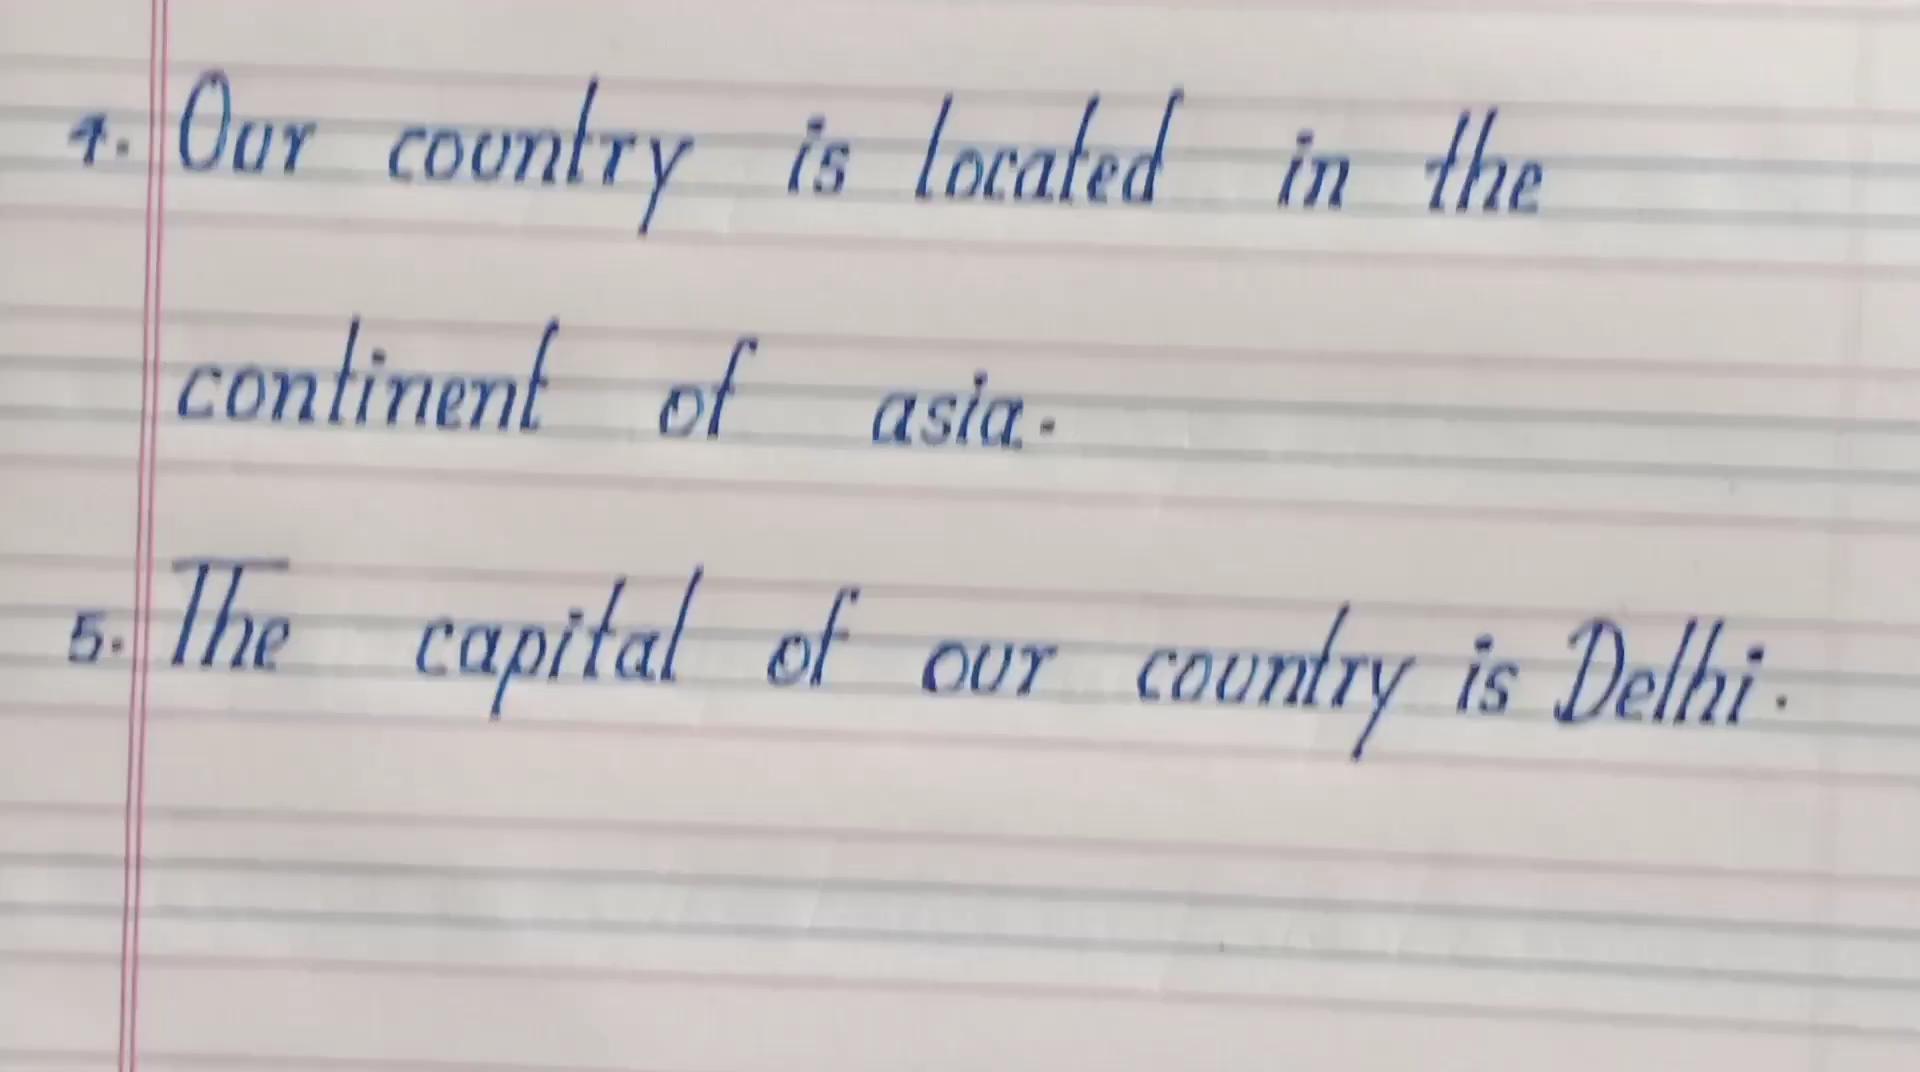 4. Our country is located in the
continent of asia.
5. The capital of our country is Delhi.